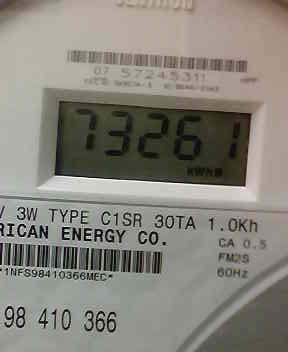 07 57245311
73261
KWHRS
V 3W TYPE C1SR 30TA 1.0Kh
RICAN ENERGY CO.
CA 0.5
FM2S
60Hz
*1NFS98410366MEC*
98 410 366